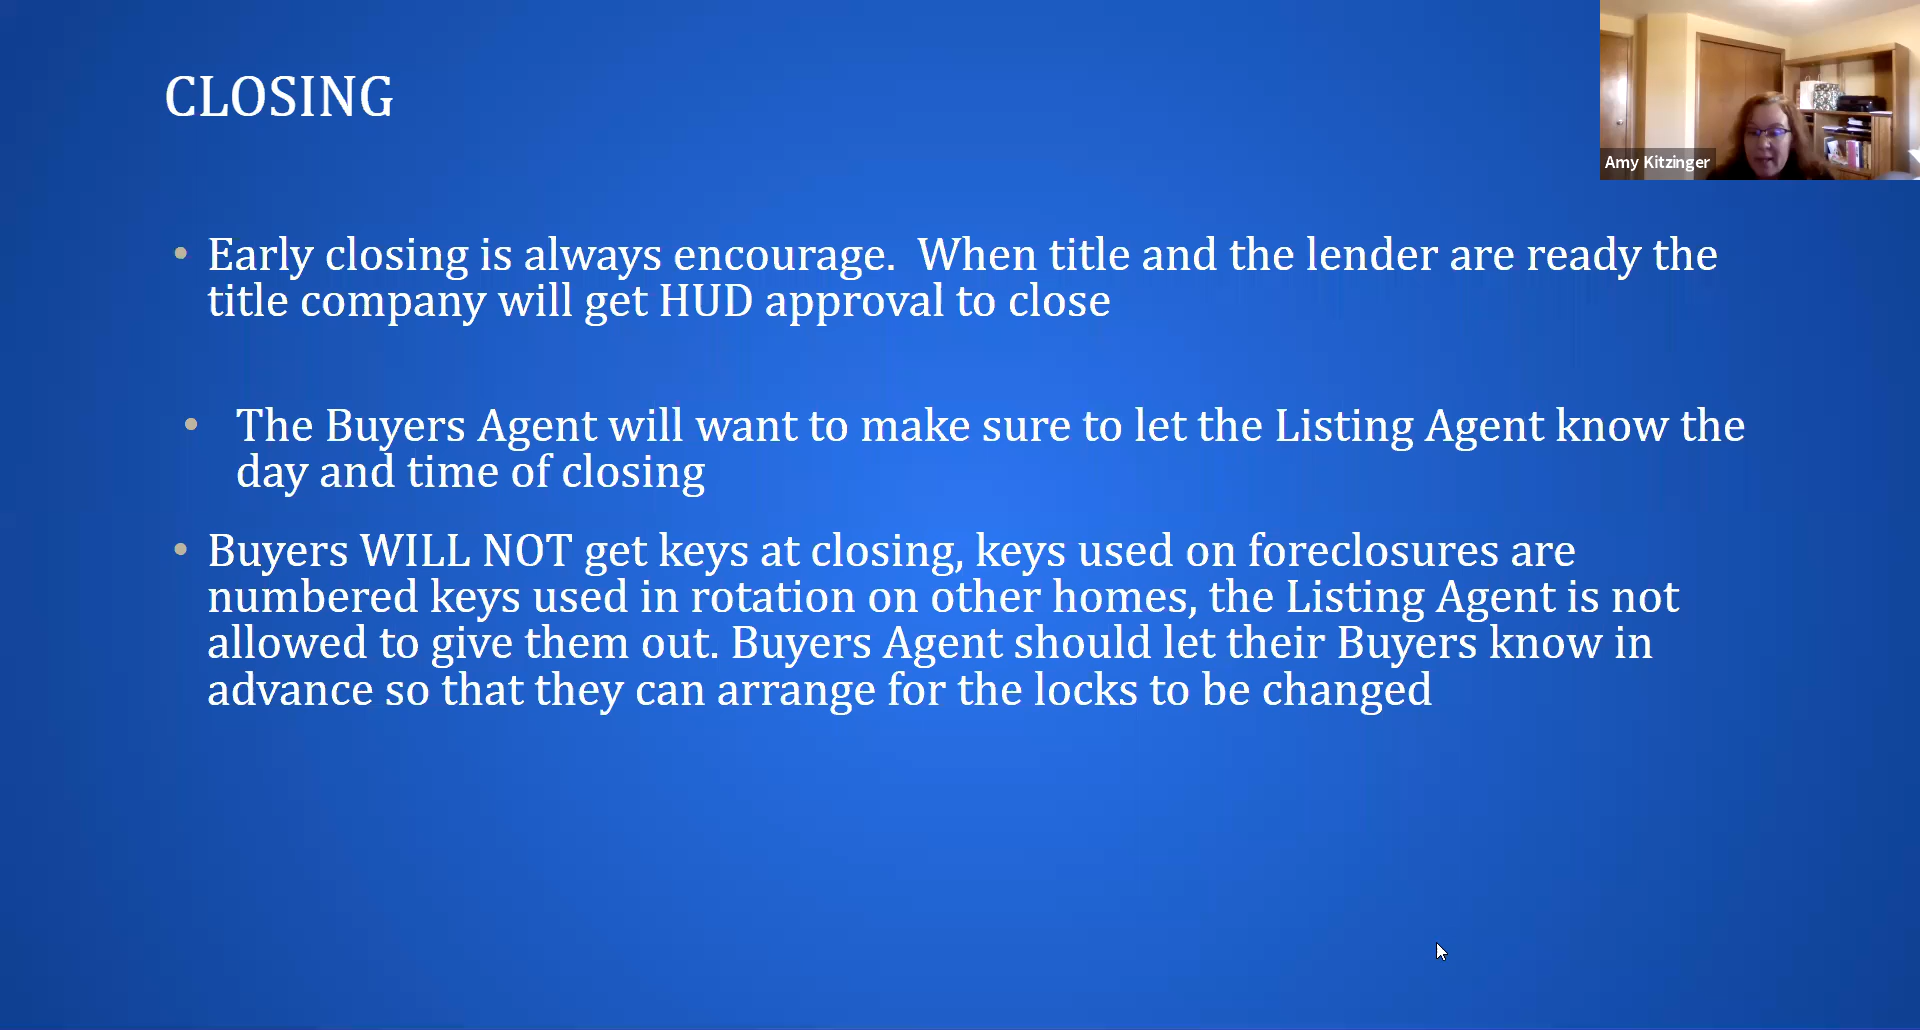 CLOSING
Amy Kitzinger
• Early closing is always encourage.  When title and the lender are ready the
title company will get HUD approval to close
• The Buyers Agent will want to make sure to let the Listing Agent know the
day and time of closing
• Buyers WILL NOT get keys at closing, keys used on foreclosures are
numbered keys used in rotation on other homes, the Listing Agent is not
allowed to give them out. Buyers Agent should let their Buyers know in
advance so that they can arrange for the locks to be changed